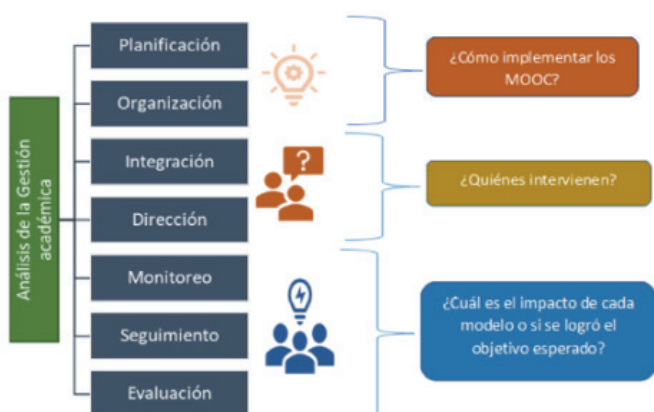 Análisis de la Gestión
académica
Planificación
Organización
Integración
Dirección
Monitoreo
Seguimiento
Evaluación
?
¿Cómo implementar los
MOOC?
¿Quiénes intervienen?
¿Cuál es el impacto de cada
modelo o si se logró el
objetivo esperado?